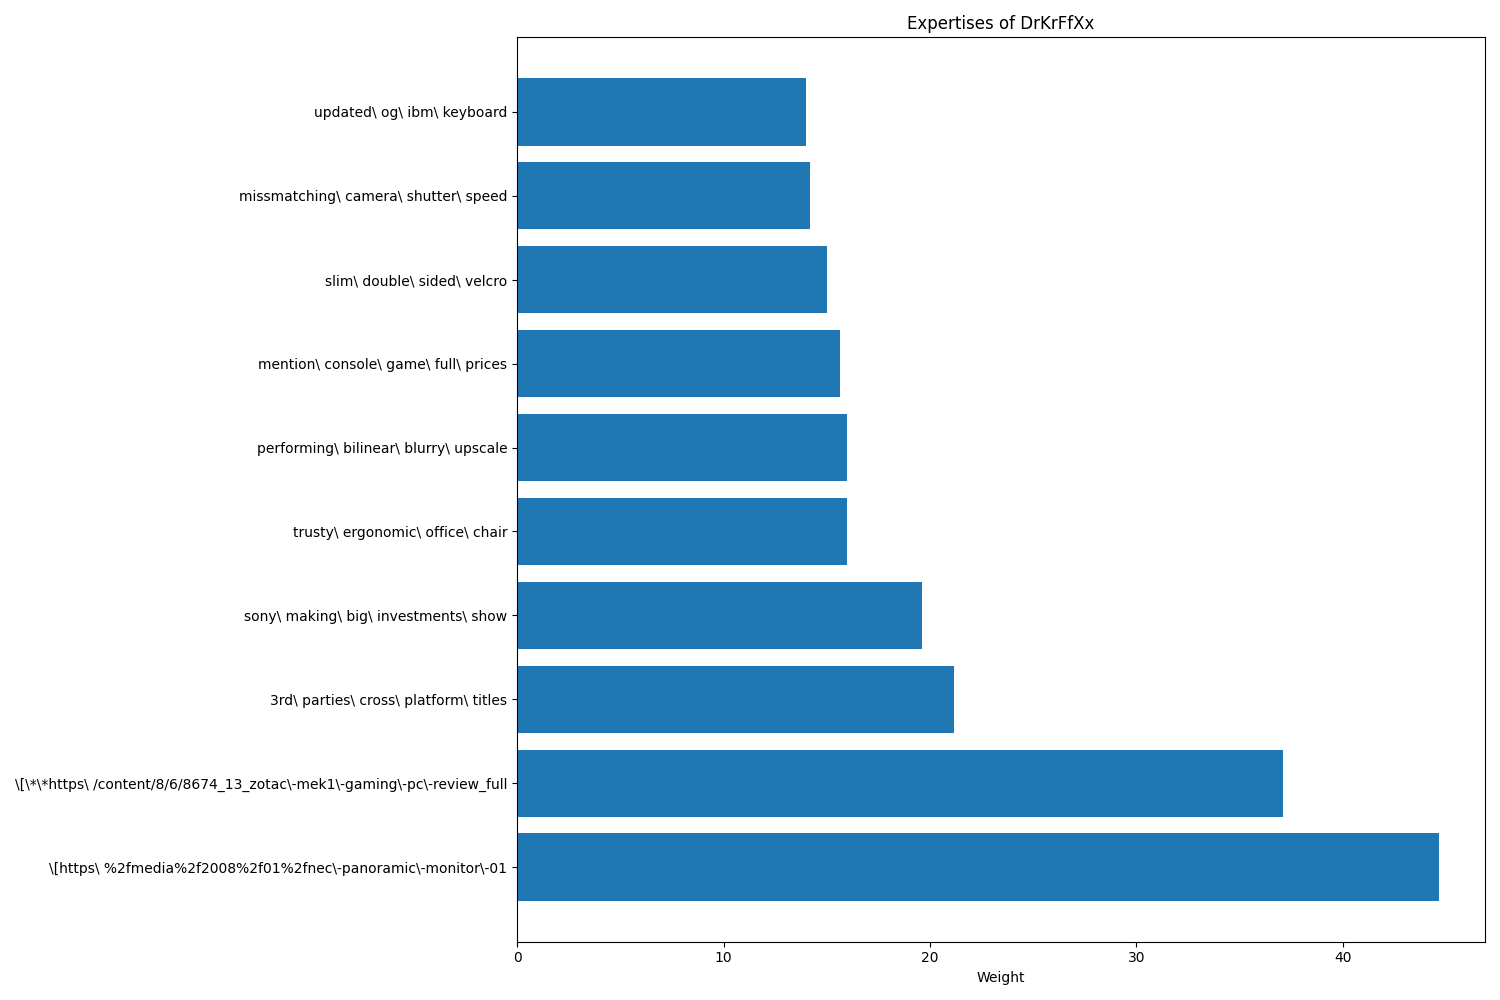 Expertises of DrKrFfXx
updated\ og\ ibm\ keyboard
missmatching\ camera\ shutter\ speed
slim\ double\ sided\ velcro
mention\ console\ game\ full\ prices
performing\ bilinear\ blurry\ upscale
trusty\ ergonomic\ office\ chair
sony\ making\ big\ investments\ show
3rd\ parties\ cross\ platform\ titles
\[\*\*https\ /content/8/6/8674_13_zotac\-mek1\-gaming\-pc\-review_full
\[https\ %2fmedia%2f2008%2f01%2fnec\-panoramic\-monitor\-01
0 10 20 30 40
Weight